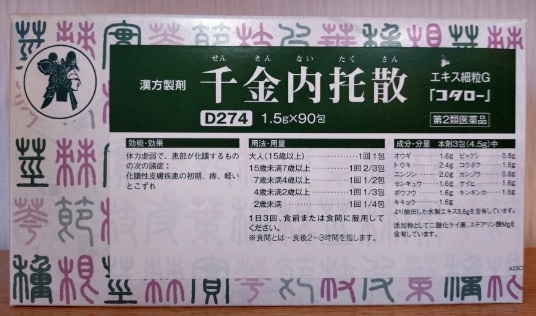 せん きん ない たく さん
漢方製剤 千金内托散 エキス細粒G「コタロー」
D274 1.5g×90包 第2類医薬品
効能・効果
体力虚弱で、患部が化膿するもの
の次の諸症:
化膿性皮膚疾患の初期、痔、軽い
とこずれ
用法・用量
大人(15歳以上)……1回1包
15歳未満7歳以上……1回2/3包
7歳未満4歳以上……1回1/2包
4歳未満2歳以上……1回1/3包
2歳未満……1回1/4包
1日3回、食前または食間に服用して
ください。
※食間とは…食後2〜3時間を指します。
成分・分量 本剤3包(4.5g)中
オウギ……1.6g ビャクシ……0.8g
トウキ……2.4g コウボク……1.6g
ニンジン……2.0g カンゾウ……0.8g
センキュウ……1.6g ケイヒ……1.6g
ボウフウ……1.6g キンギンカ……1.6g
キキョウ……1.6g
より抽出した水製エキス3.6gを含有しています。
添加物として二酸化ケイ素、ステアリン酸Mgを
含有しています。